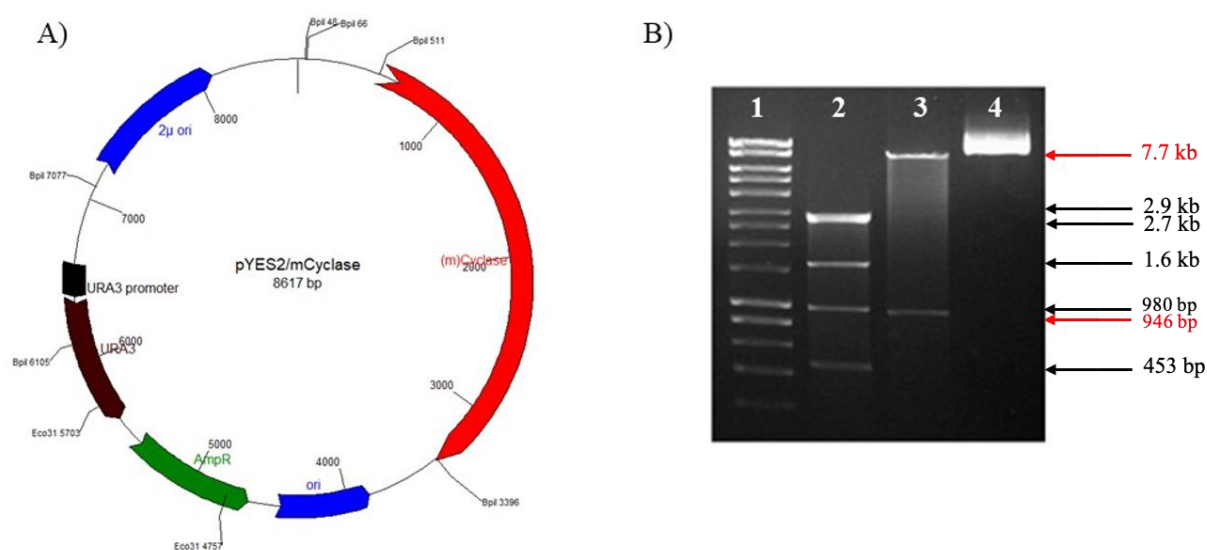 A)
BpiI 48
BpiI 66
BpiI 511
8000
2μ ori
1000
BpiI 7077
7000
pYES2/mCyclase
8617 bp
(m)Cyclase
2000
URA3 promoter
URA3
6000
BpiI 6105
Eco31 5703
3000
5000
AmpR
4000
ori
BpiI 3396
Eco31 4757
B)
1 2 3 4
7.7 kb
2.9 kb
2.7 kb
1.6 kb
980 bp
946 bp
453 bp